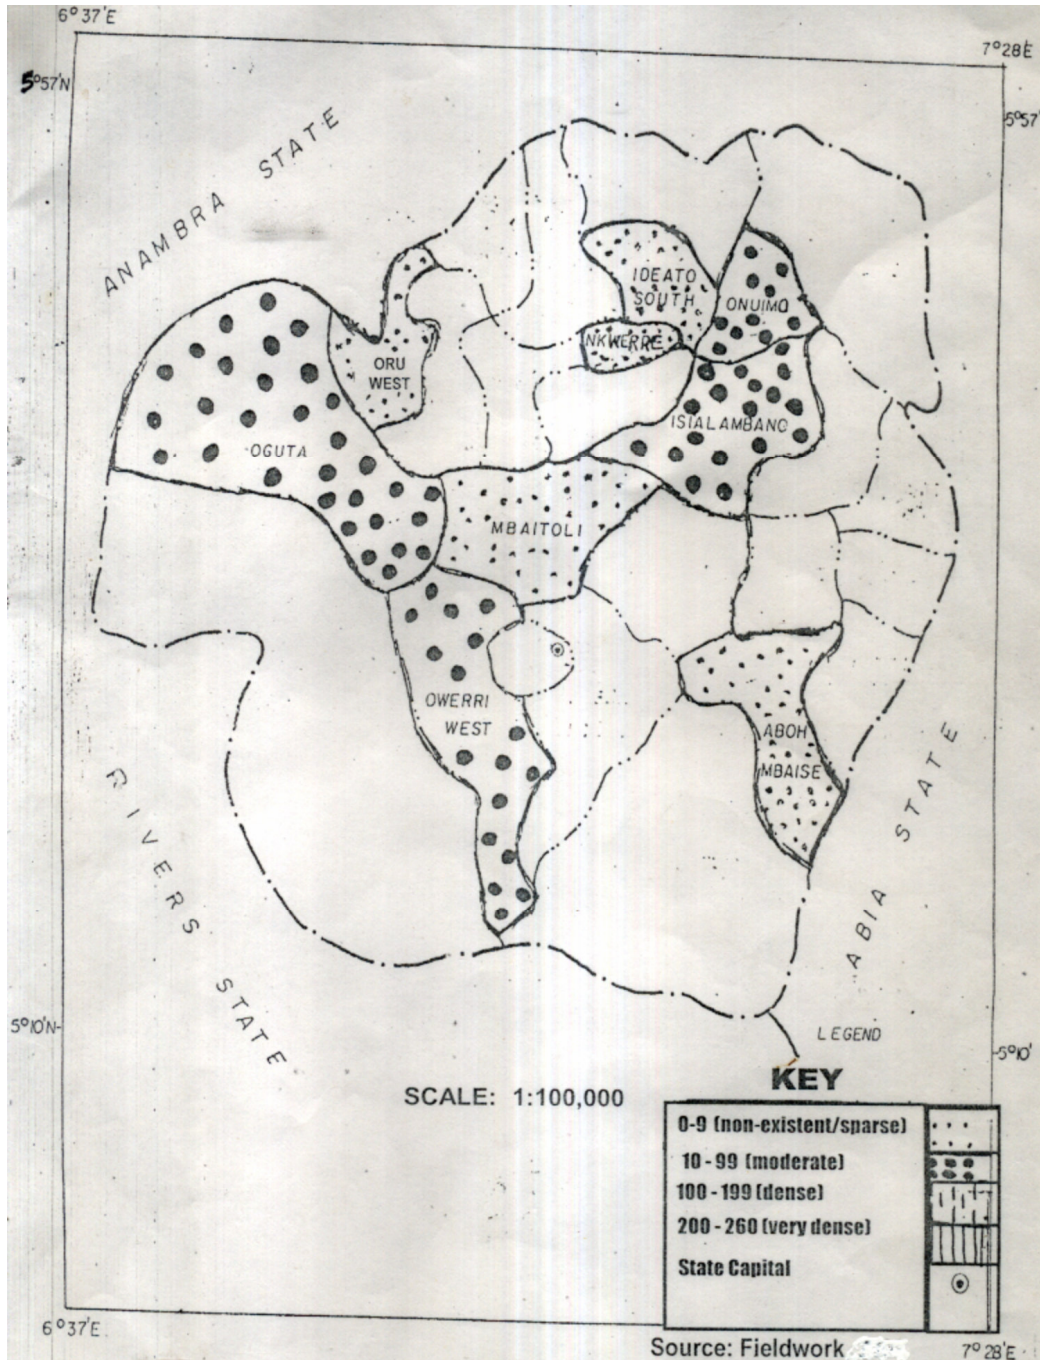 6° 37'E
7° 28E
5°57'N
5°57'
ANAMBRA STATE
IDEATO
SOUTH
ONUIMO
NKWERRE
ORU
WEST
ISIALAMBANO
OGUTA
MBAITOLI
OWERRI
WEST
ABOH
MBAISE
RIVERS STATE
ABIA STATE
5°10'N
5°10'
LEGEND
SCALE: 1:100,000
KEY
0-9 (non-existent/sparse)
10 - 99 (moderate)
100 - 199 (dense)
200 - 260 (very dense)
State Capital
6° 37'E.
Source: Fieldwork
7° 28'E